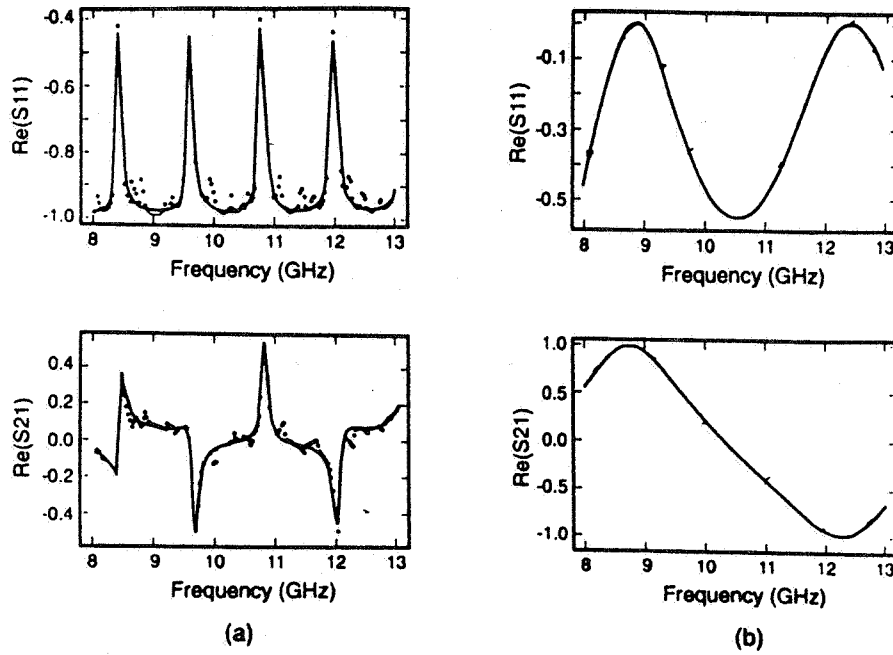 Re(S11)
-0.4
-0.6
-0.8
-1.0
8 9 10 11 12 13
Frequency (GHz)
Re(S11)
-0.1
-0.3
-0.5
8 9 10 11 12 13
Frequency (GHz)
Re(S21)
0.4
0.2
0.0
-0.2
-0.4
8 9 10 11 12 13
Frequency (GHz)
(a)
Re(S21)
1.0
0.5
0.0
-0.5
-1.0
8 9 10 11 12 13
Frequency (GHz)
(b)